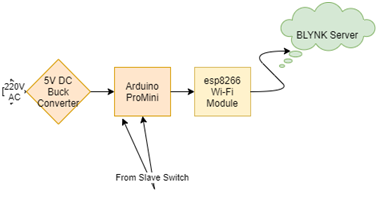 220V
AC
5V DC
Buck
Converter
Arduino
ProMini
esp8266
Wi-Fi
Module
BLYNK Server
From Slave Switch